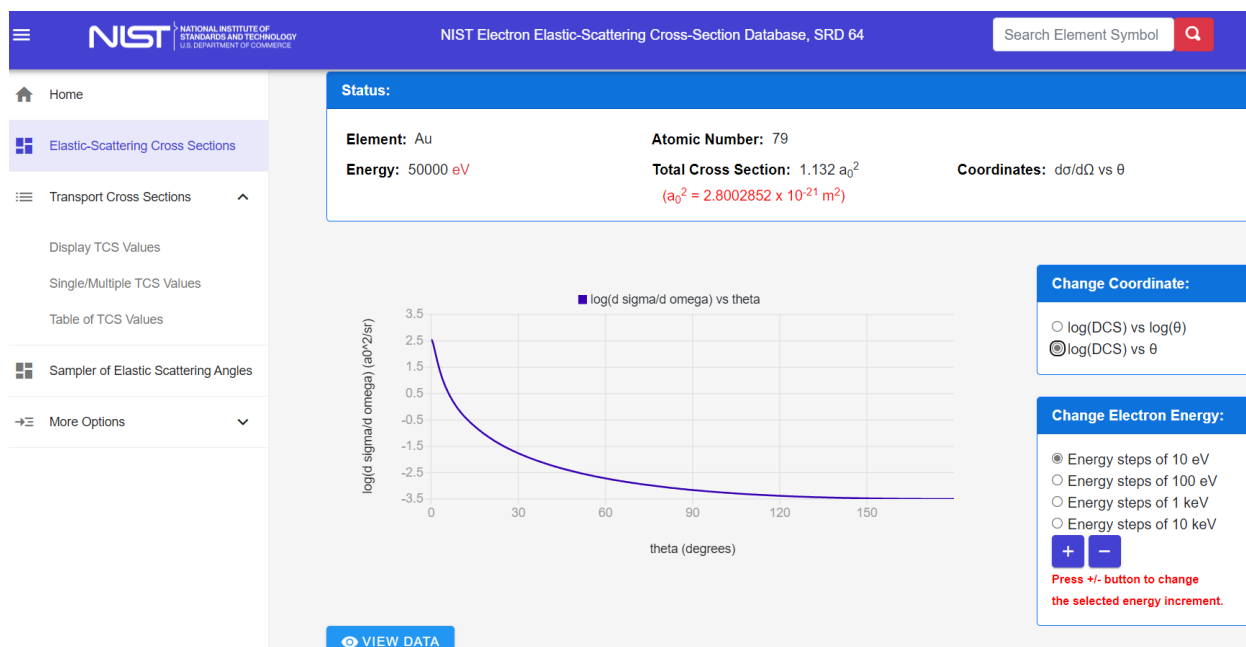 NIST
NATIONAL INSTITUTE OF
STANDARDS AND TECHNOLOGY
U.S. DEPARTMENT OF COMMERCE
NIST Electron Elastic-Scattering Cross-Section Database, SRD 64
Search Element Symbol
Home
Elastic-Scattering Cross Sections
Transport Cross Sections
Display TCS Values
Single/Multiple TCS Values
Table of TCS Values
Sampler of Elastic Scattering Angles
More Options
Status:
Element: Au
Atomic Number: 79
Energy: 50000 eV
Total Cross Section: 1.132 a₀²
Coordinates: dσ/dΩ vs θ
(a₀² = 2.8002852 x 10⁻²¹ m²)
log(d sigma/d omega) vs theta
log(d sigma/d omega) (a0^2/sr)
3.5
2.5
1.5
0.5
-0.5
-1.5
-2.5
-3.5
0 30 60 90 120 150
theta (degrees)
Change Coordinate:
log(DCS) vs log(θ)
log(DCS) vs θ
Change Electron Energy:
Energy steps of 10 eV
Energy steps of 100 eV
Energy steps of 1 keV
Energy steps of 10 keV
+ −
Press +/- button to change
the selected energy increment.
VIEW DATA